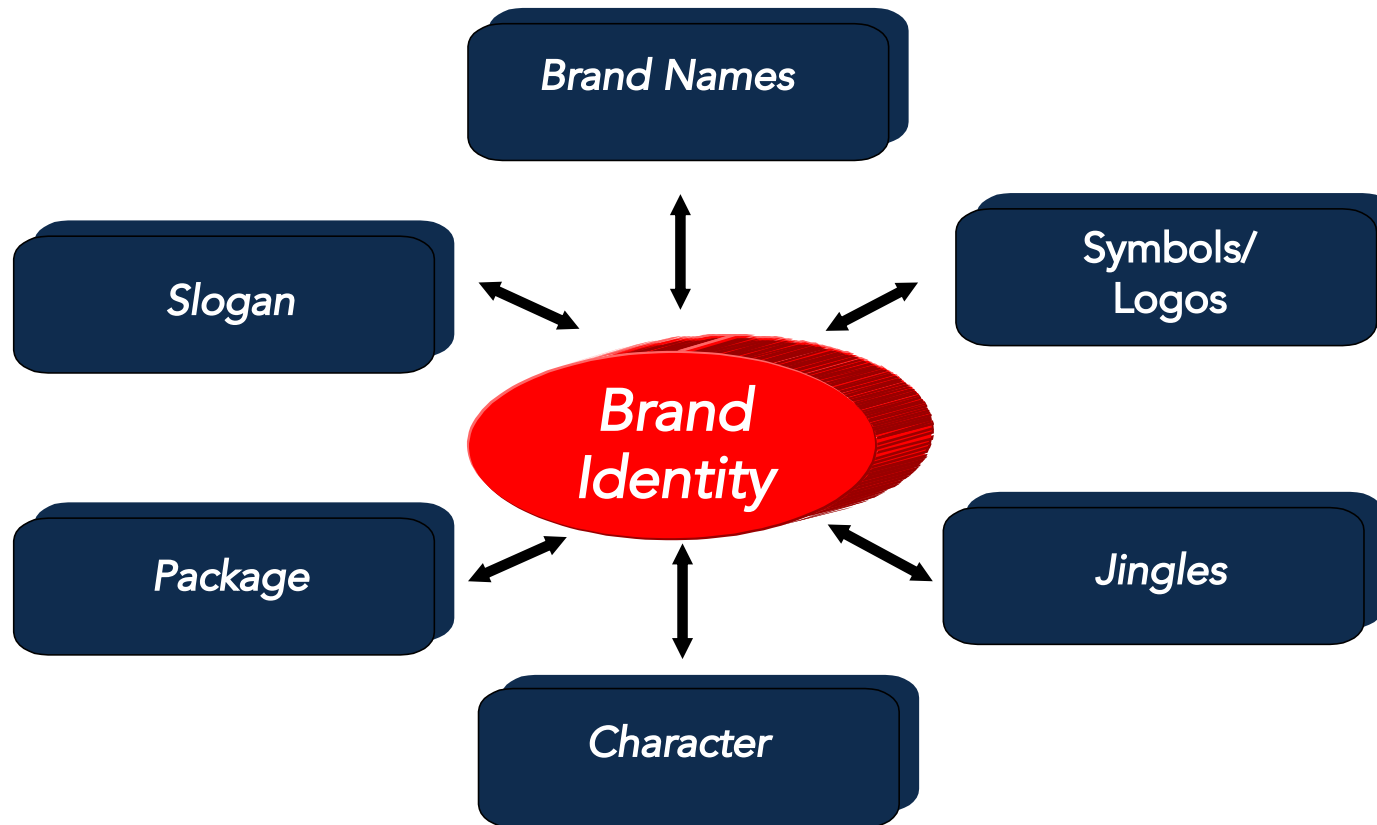 Brand Names
Symbols/
Logos
Slogan
Brand
Identity
Package
Jingles
Character